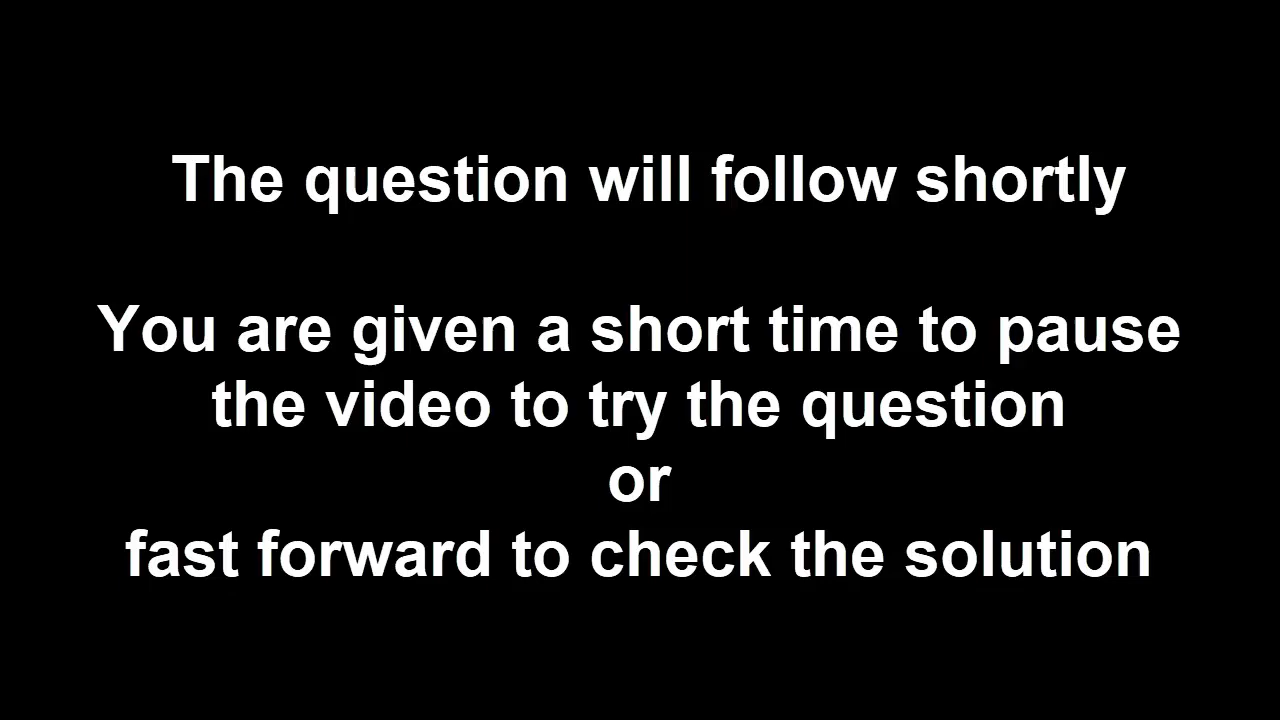 The question will follow shortly
You are given a short time to pause
the video to try the question
or
fast forward to check the solution